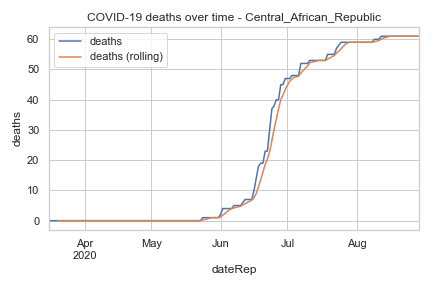 COVID-19 deaths over time - Central_African_Republic
deaths
deaths (rolling)
deaths
60
50
40
30
20
10
0
Apr
2020
May
Jun
Jul
Aug
dateRep